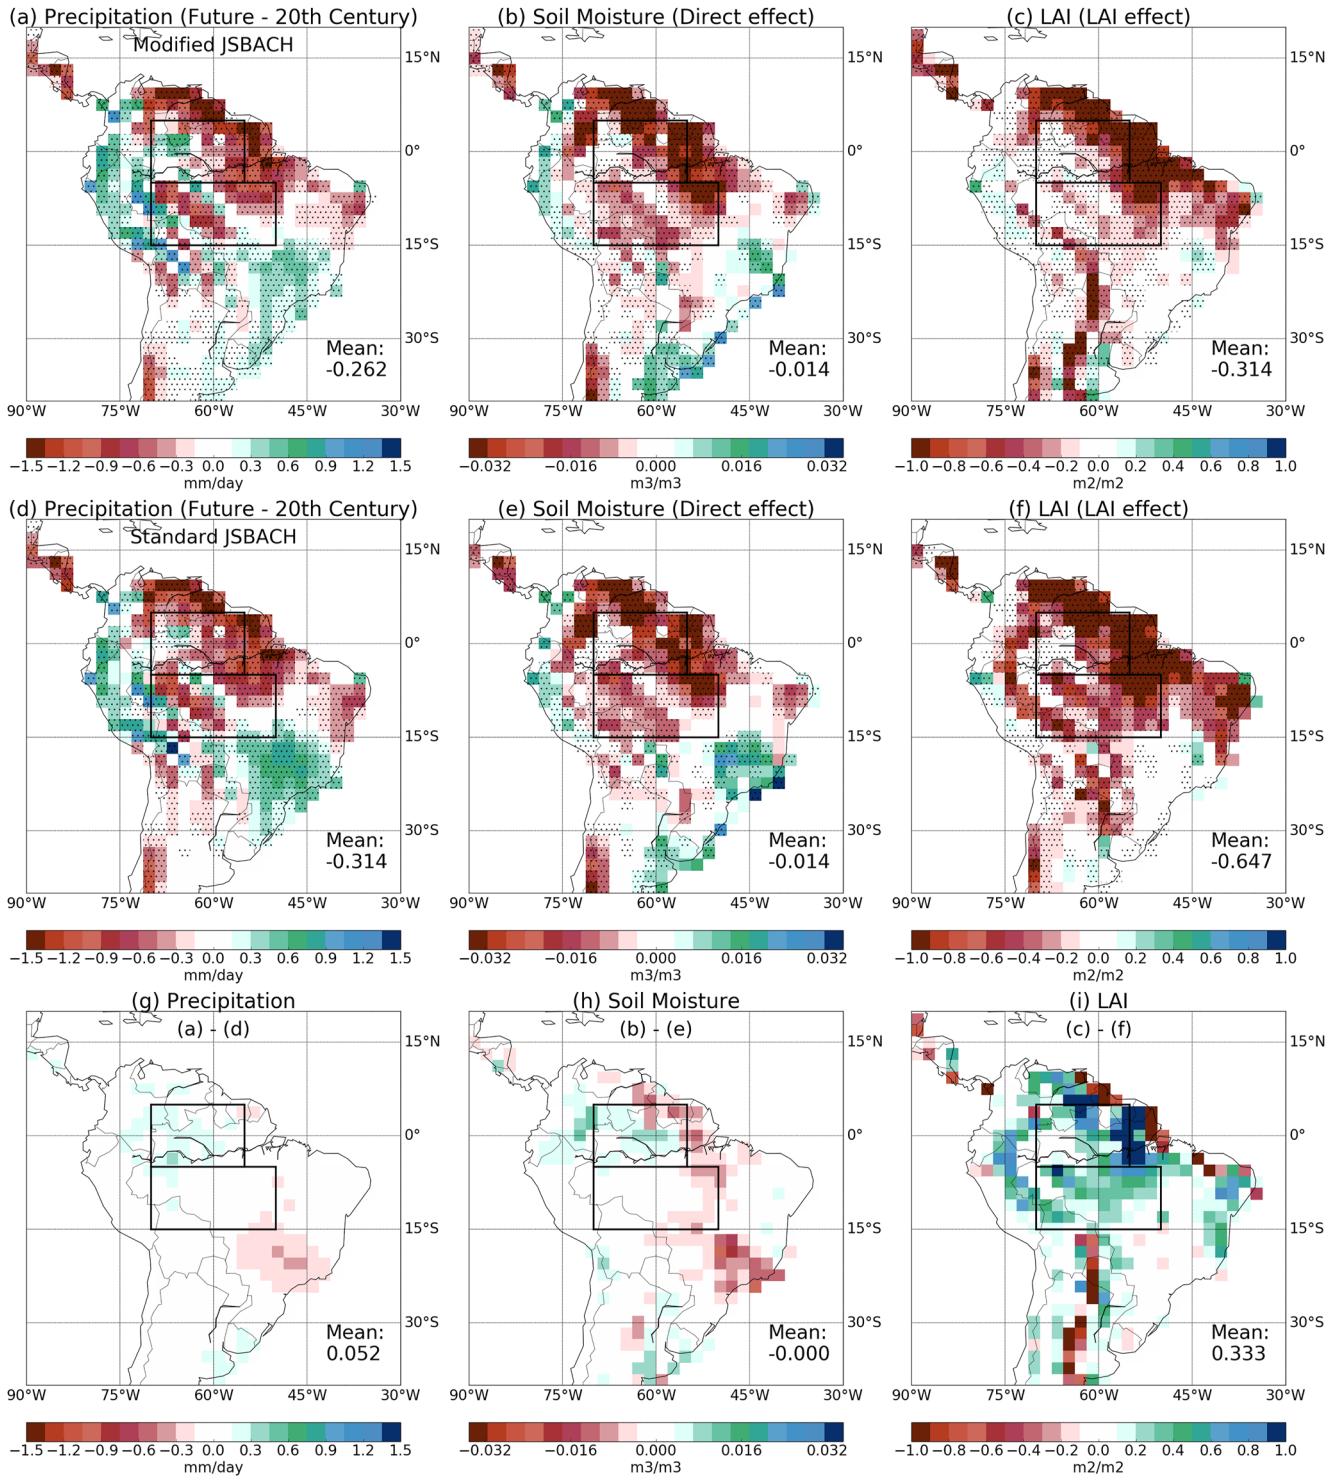 (a) Precipitation (Future - 20th Century)
Modified JSBACH
15°N
0°
15°S
30°S
Mean:
-0.262
90°W 75°W 60°W 45°W 30°W
−1.5 −1.2 −0.9 −0.6 −0.3 0.0 0.3 0.6 0.9 1.2 1.5
mm/day
(b) Soil Moisture (Direct effect)
15°N
0°
15°S
30°S
Mean:
-0.014
90°W 75°W 60°W 45°W 30°W
−0.032 −0.016 0.000 0.016 0.032
m3/m3
(c) LAI (LAI effect)
15°N
0°
15°S
30°S
Mean:
-0.314
90°W 75°W 60°W 45°W 30°W
−1.0 −0.8 −0.6 −0.4 −0.2 0.0 0.2 0.4 0.6 0.8 1.0
m2/m2
(d) Precipitation (Future - 20th Century)
Standard JSBACH
15°N
0°
15°S
30°S
Mean:
-0.314
90°W 75°W 60°W 45°W 30°W
−1.5 −1.2 −0.9 −0.6 −0.3 0.0 0.3 0.6 0.9 1.2 1.5
mm/day
(e) Soil Moisture (Direct effect)
15°N
0°
15°S
30°S
Mean:
-0.014
90°W 75°W 60°W 45°W 30°W
−0.032 −0.016 0.000 0.016 0.032
m3/m3
(f) LAI (LAI effect)
15°N
0°
15°S
30°S
Mean:
-0.647
90°W 75°W 60°W 45°W 30°W
−1.0 −0.8 −0.6 −0.4 −0.2 0.0 0.2 0.4 0.6 0.8 1.0
m2/m2
(g) Precipitation
(a) - (d)
15°N
0°
15°S
30°S
Mean:
0.052
90°W 75°W 60°W 45°W 30°W
−1.5 −1.2 −0.9 −0.6 −0.3 0.0 0.3 0.6 0.9 1.2 1.5
mm/day
(h) Soil Moisture
(b) - (e)
15°N
0°
15°S
30°S
Mean:
-0.000
90°W 75°W 60°W 45°W 30°W
−0.032 −0.016 0.000 0.016 0.032
m3/m3
(i) LAI
(c) - (f)
15°N
0°
15°S
30°S
Mean:
0.333
90°W 75°W 60°W 45°W 30°W
−1.0 −0.8 −0.6 −0.4 −0.2 0.0 0.2 0.4 0.6 0.8 1.0
m2/m2